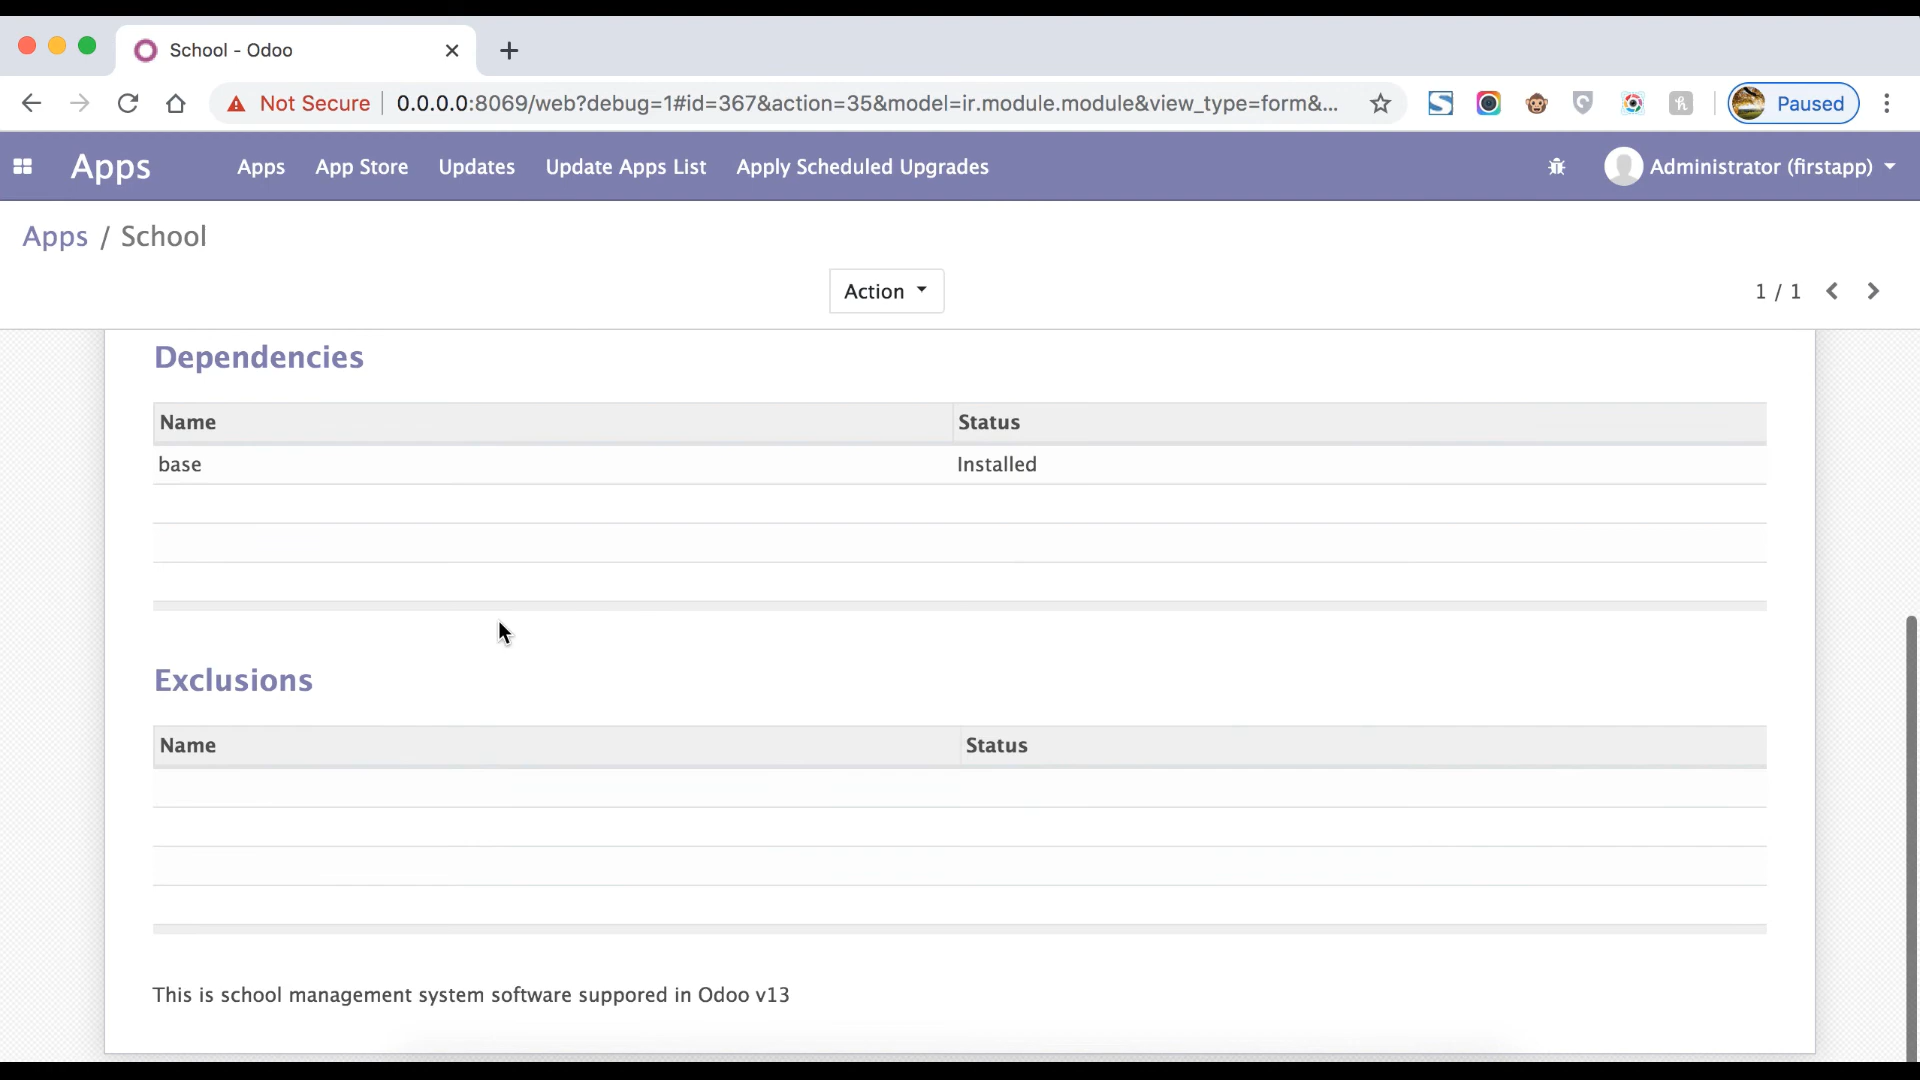 School - Odoo
Not Secure 0.0.0.0:8069/web?debug=1#id=367&action=35&model=ir.module.module&view_type=form&... Paused
Apps Apps App Store Updates Update Apps List Apply Scheduled Upgrades Administrator (firstapp)
Apps / School
Action 1 / 1
Dependencies
Name Status
base Installed
Exclusions
Name Status
This is school management system software suppored in Odoo v13